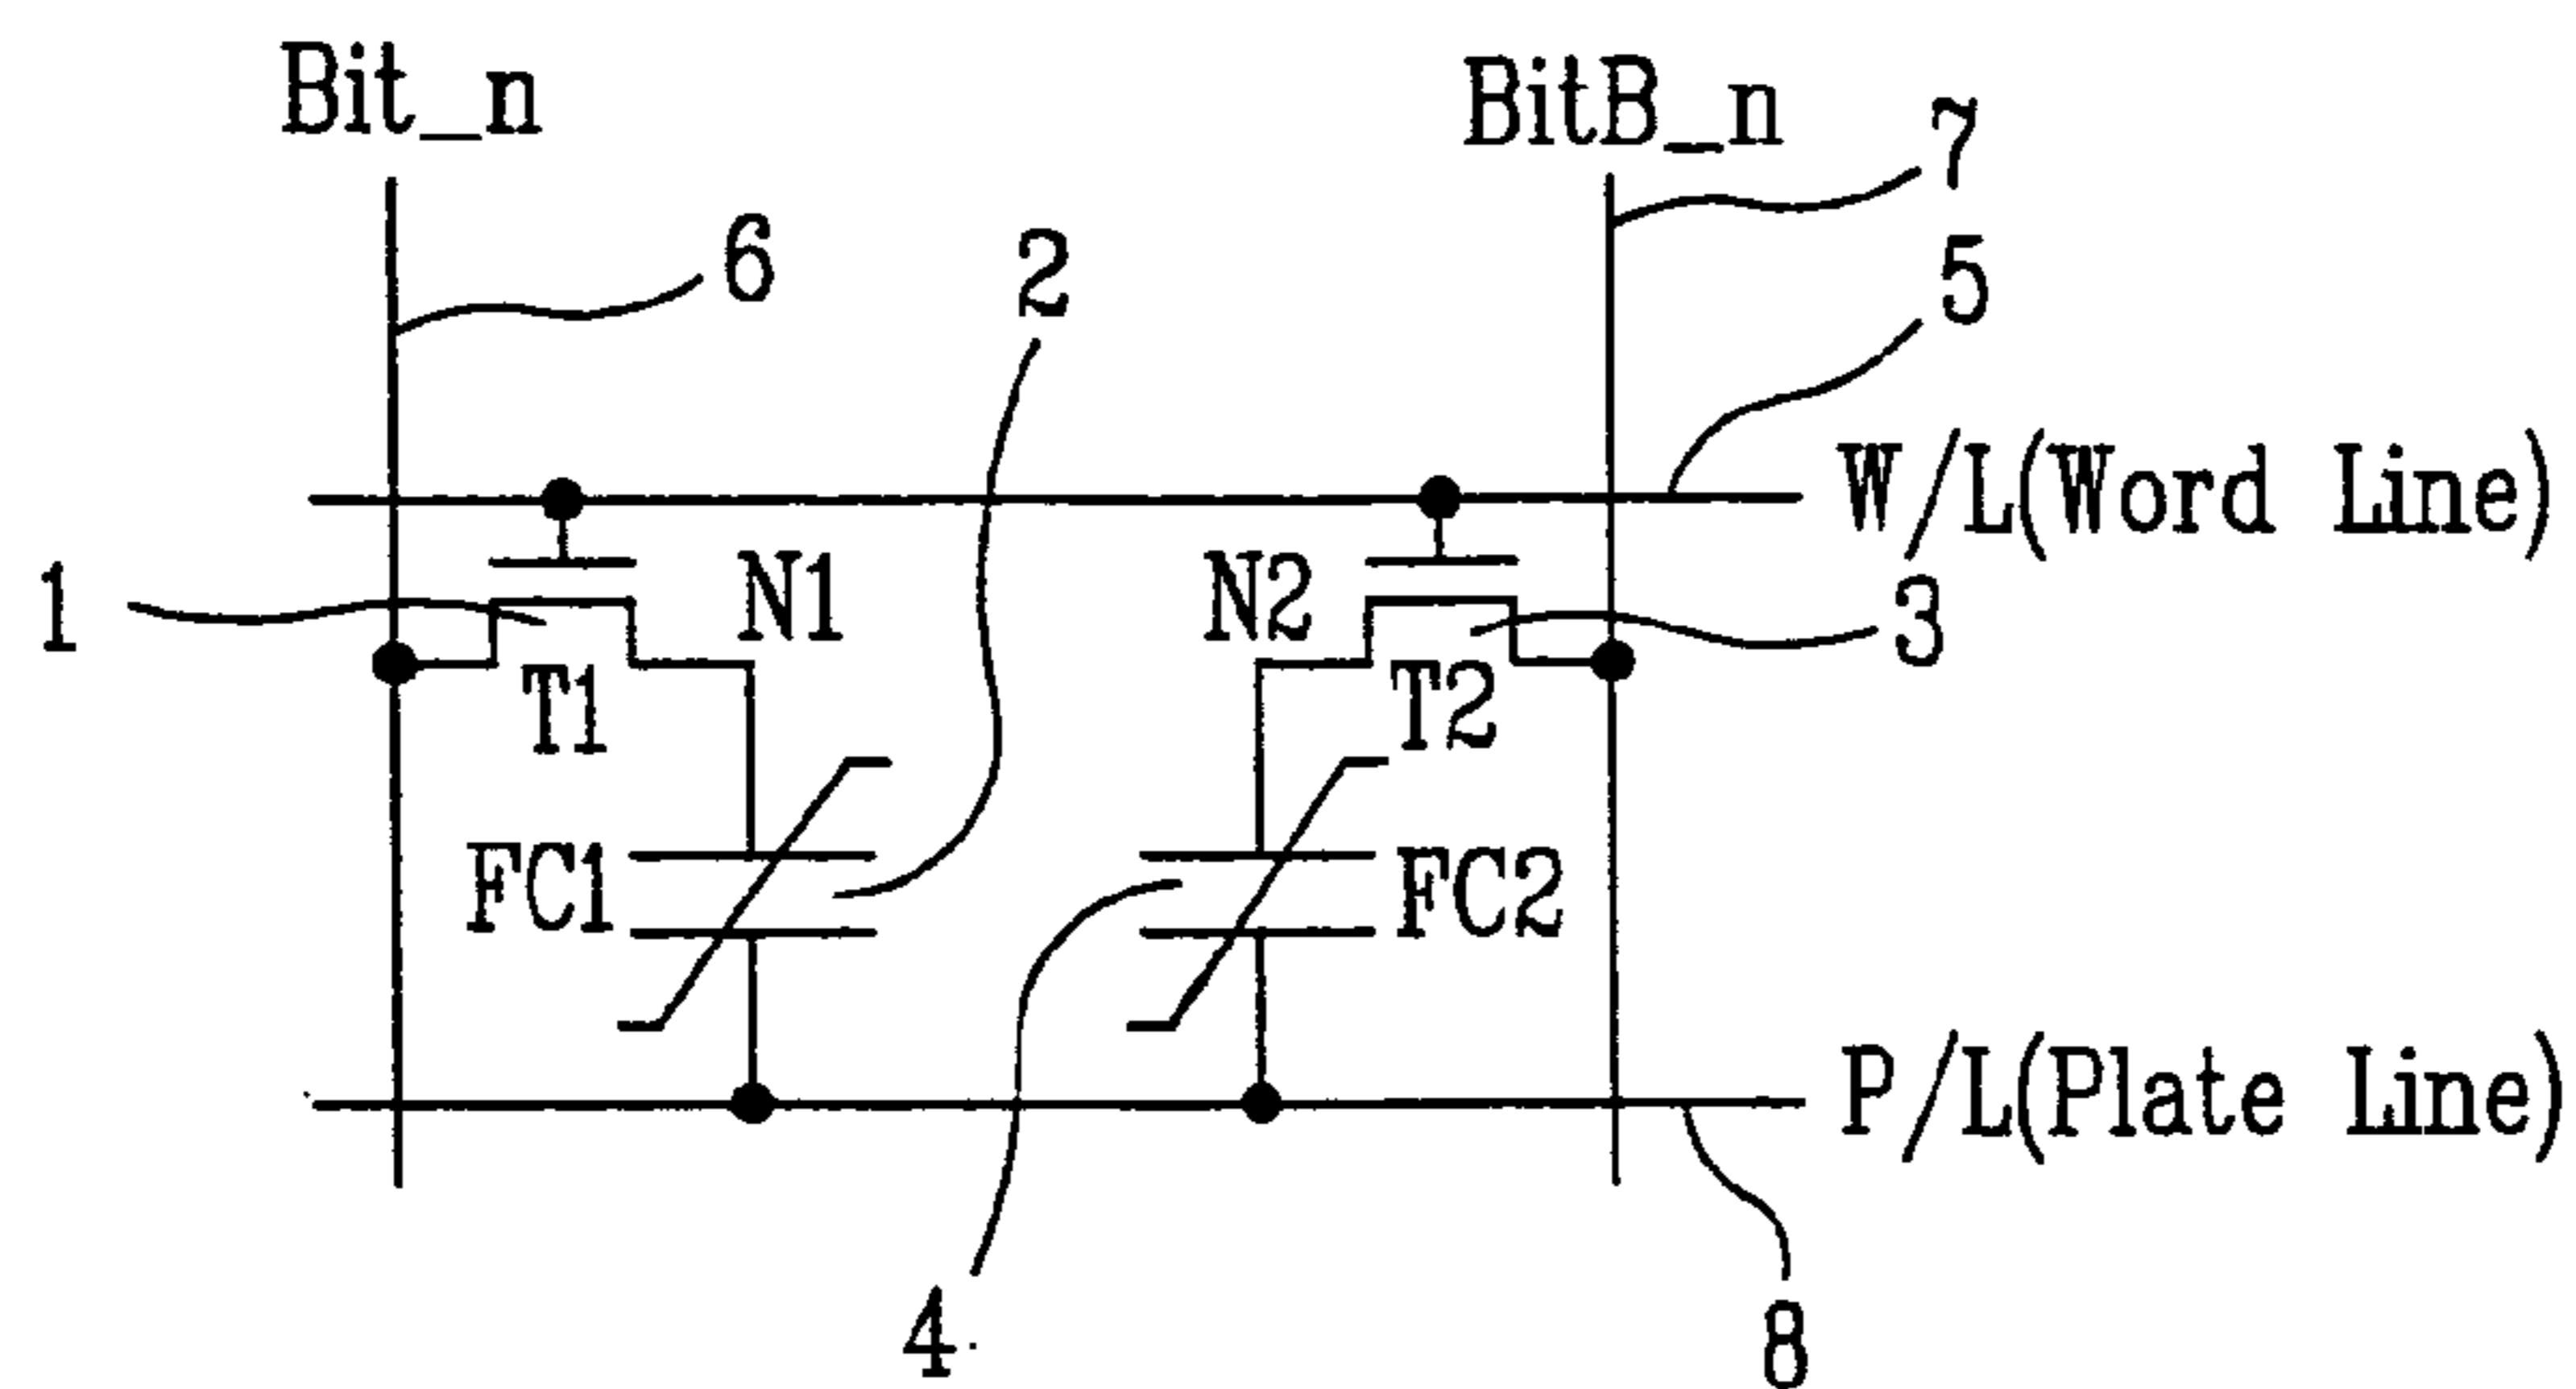 Bit_n
BitB_n
7
6
2
5
W/L(Word Line)
1
N1
N2
3
T1
T2
FC1
FC2
P/L(Plate Line)
4
8